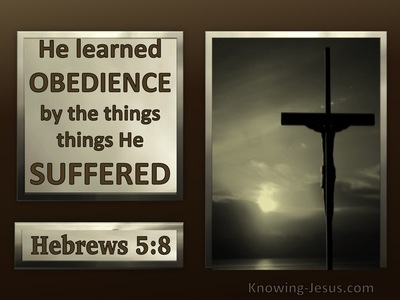 He learned
OBEDIENCE
by the things
things He
SUFFERED
Hebrews 5:8
Knowing-Jesus.com